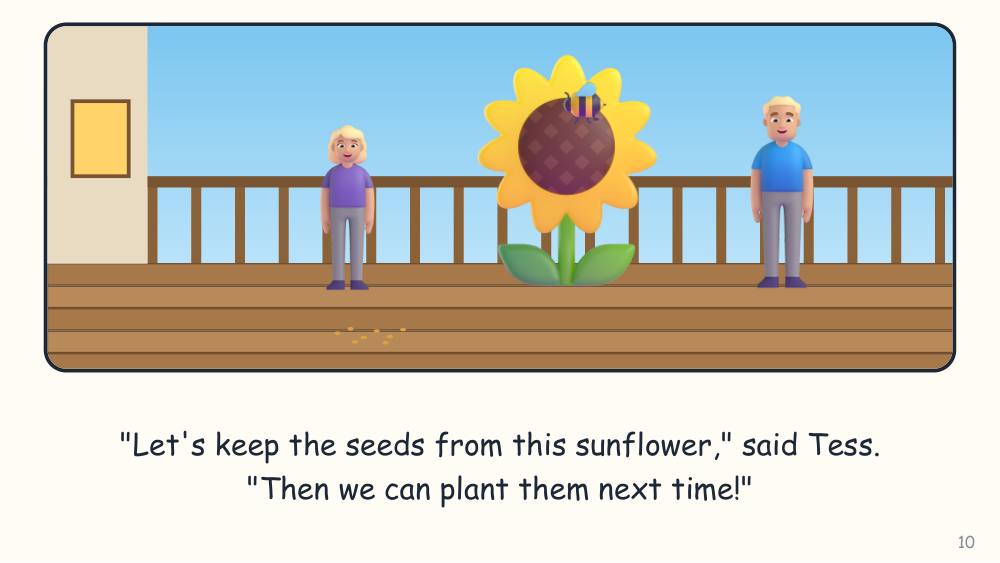 "Let's keep the seeds from this sunflower," said Tess.
"Then we can plant them next time!"
10